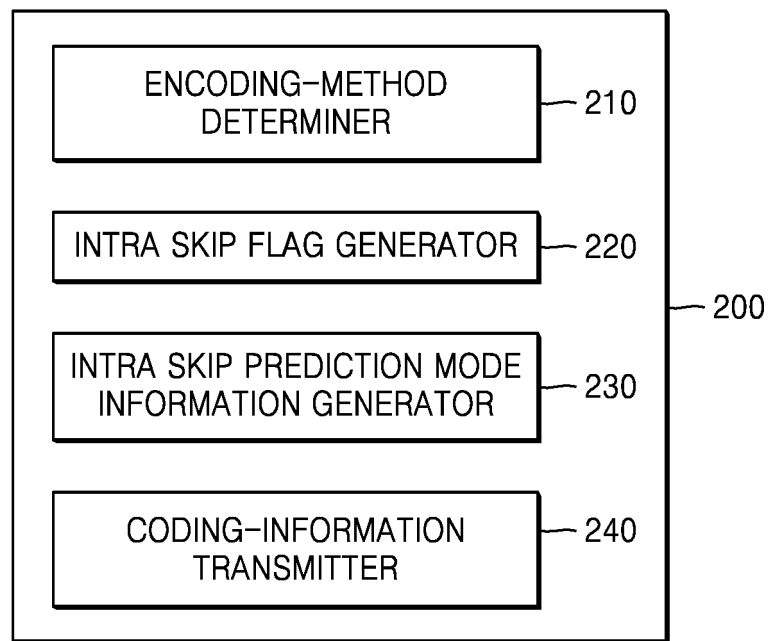 ENCODING-METHOD
DETERMINER
210
INTRA SKIP FLAG GENERATOR
220
200
INTRA SKIP PREDICTION MODE
INFORMATION GENERATOR
230
CODING-INFORMATION
TRANSMITTER
240